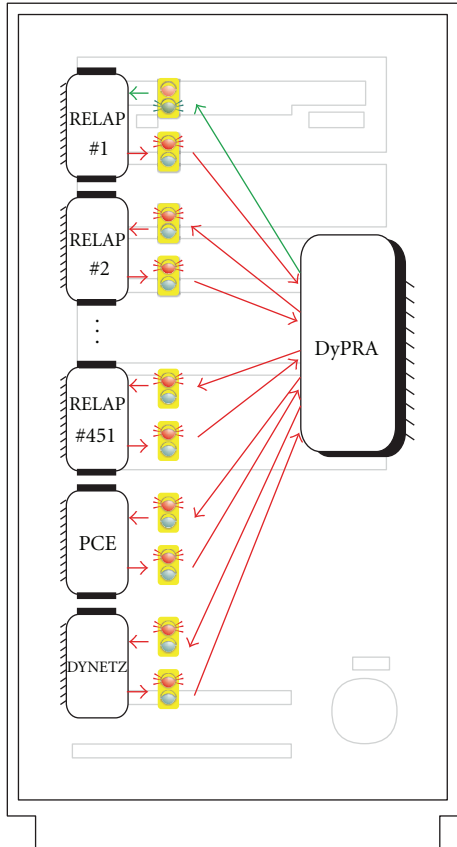 RELAP
#1
RELAP
#2
⋮
DyPRA
RELAP
#451
PCE
DYNETZ